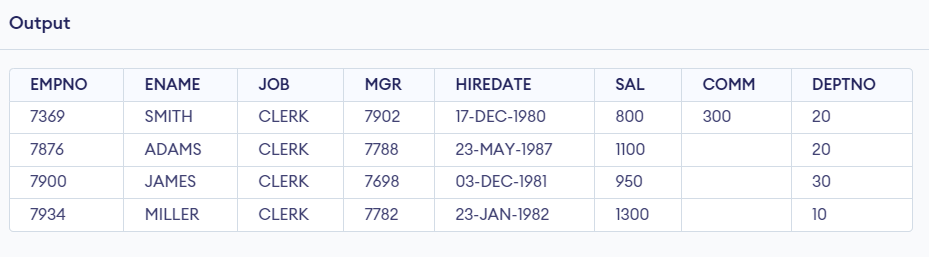 Output
EMPNO ENAME JOB MGR HIREDATE SAL COMM DEPTNO
7369 SMITH CLERK 7902 17-DEC-1980 800 300 20
7876 ADAMS CLERK 7788 23-MAY-1987 1100 20
7900 JAMES CLERK 7698 03-DEC-1981 950 30
7934 MILLER CLERK 7782 23-JAN-1982 1300 10